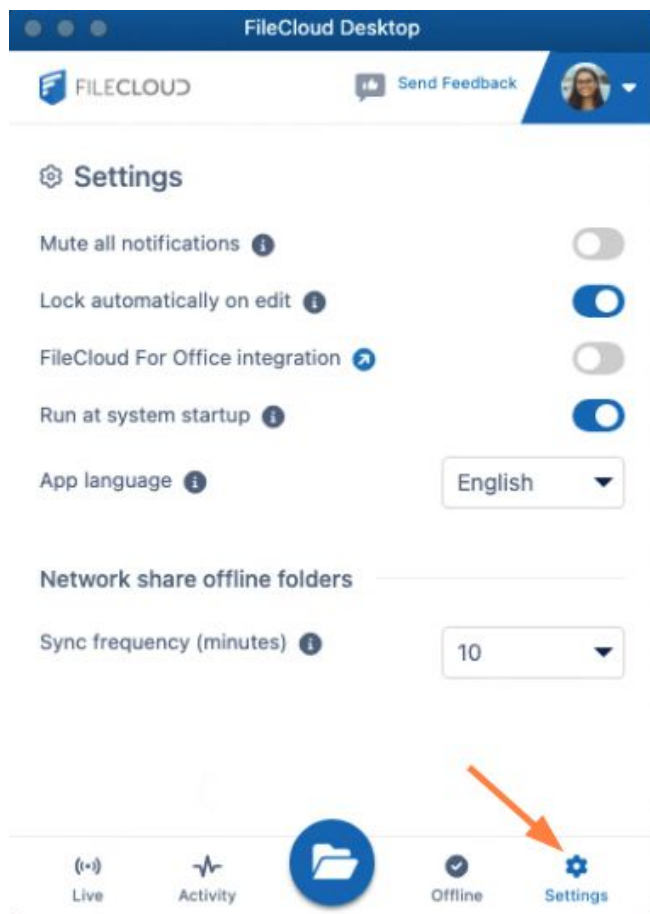 FileCloud Desktop
FILECLOUD
Send Feedback
Settings
Mute all notifications
Lock automatically on edit
FileCloud For Office integration
Run at system startup
App language
English
Network share offline folders
Sync frequency (minutes)
10
Live
Activity
Offline
Settings